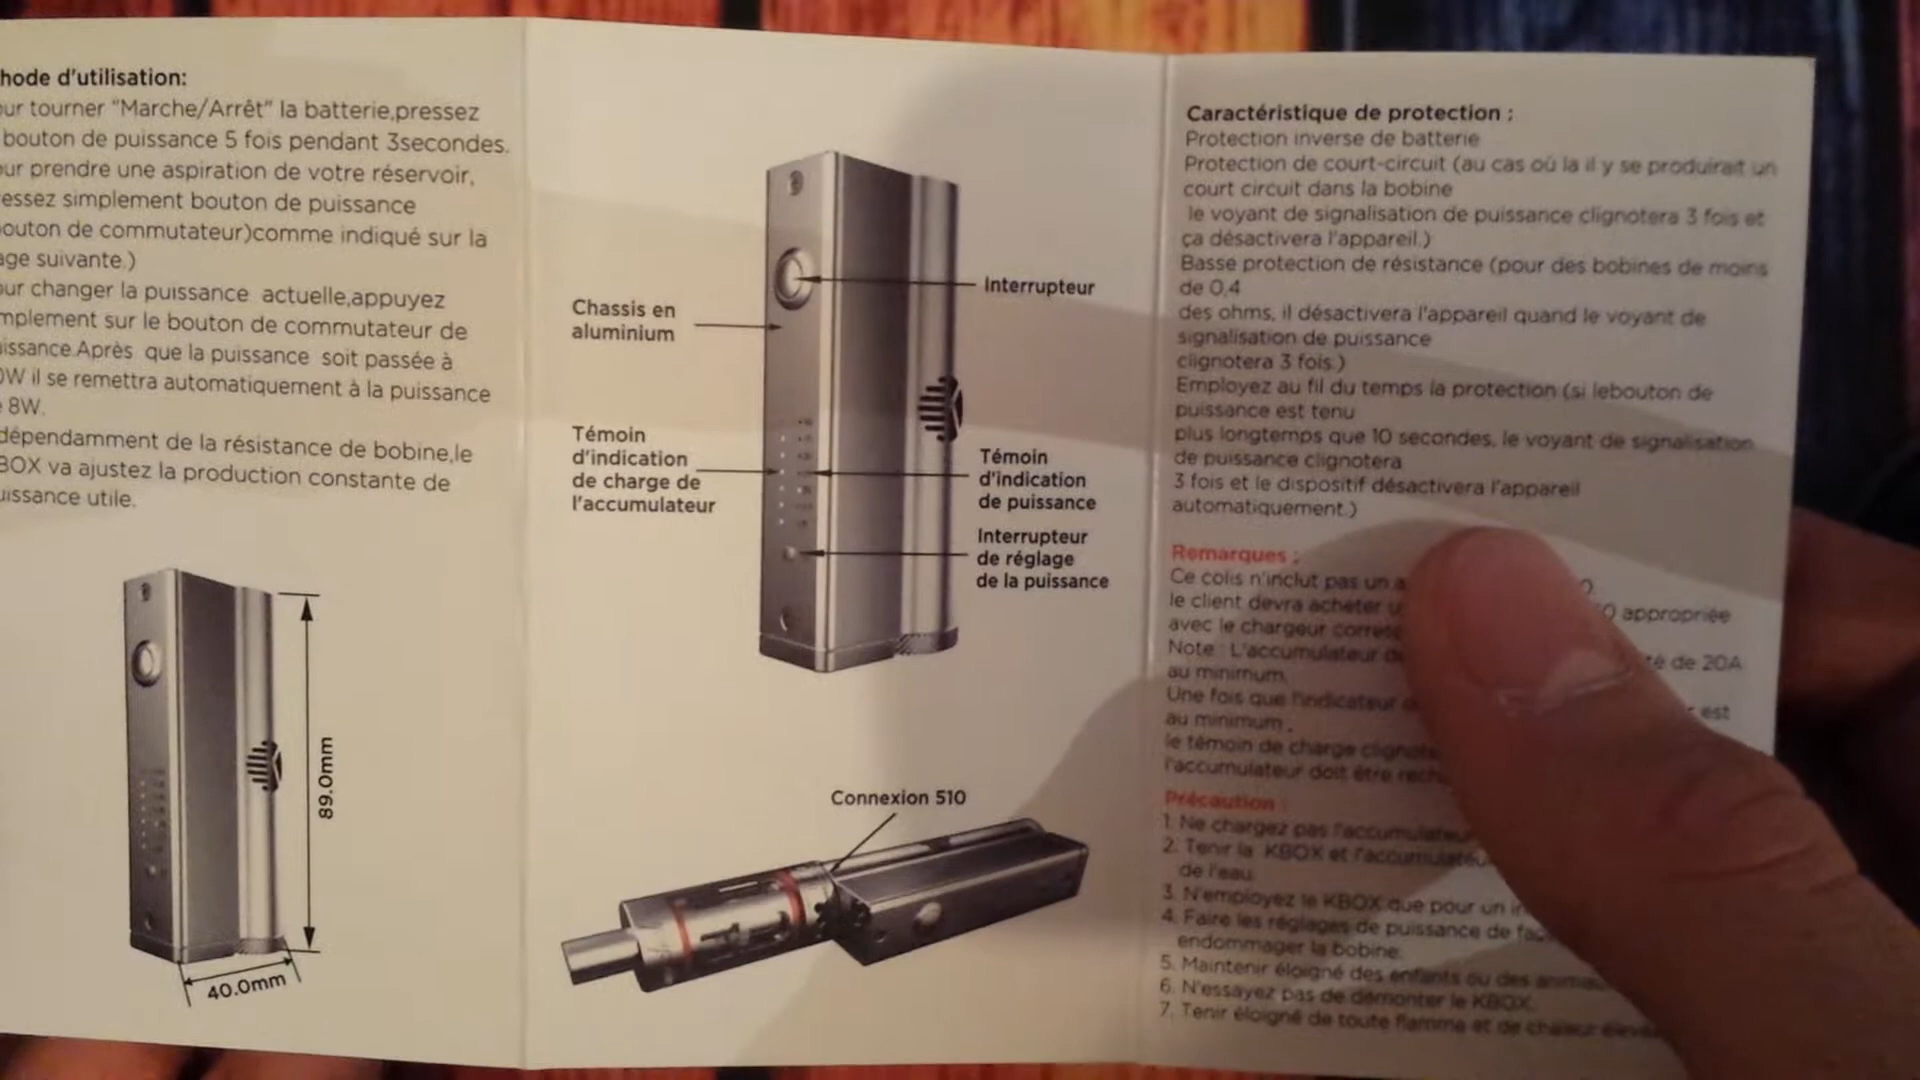 hode d'utilisation:
ur tourner "Marche/Arrêt" la batterie,pressez
bouton de puissance 5 fois pendant 3secondes.
ur prendre une aspiration de votre réservoir,
essez simplement bouton de puissance
outon de commutateur)comme indiqué sur la
ge suivante.)
ur changer la puissance actuelle,appuyez
mplement sur le bouton de commutateur de
issance.Après que la puissance soit passée à
0W il se remettra automatiquement à la puissance
e 8W.
dépendamment de la résistance de bobine,le
BOX va ajustez la production constante de
uissance utile.
89.0mm
40.0mm
Chassis en
aluminium
Interrupteur
Témoin
d'indication
de charge de
l'accumulateur
Témoin
d'indication
de puissance
Interrupteur
de réglage
de la puissance
Connexion 510
Caractéristique de protection :
Protection inverse de batterie
Protection de court-circuit (au cas où la il y se produirait un
court circuit dans la bobine
le voyant de signalisation de puissance clignotera 3 fois et
ça désactivera l'appareil.)
Basse protection de résistance (pour des bobines de moins
de 0,4
des ohms, il désactivera l'appareil quand le voyant de
signalisation de puissance
clignotera 3 fois.)
Employez au fil du temps la protection (si lebouton de
puissance est tenu
plus longtemps que 10 secondes, le voyant de signalisation
de puissance clignotera
3 fois et le dispositif désactivera l'appareil
automatiquement.)
Remarques :
Ce colis n'inclut pas un a
le client devra acheter u 0 appropriée
avec le chargeur corres
Note : L'accumulateur té de 20A
au minimum.
Une fois que l'indicateur est
au minimum,
le témoin de charge clignot
l'accumulateur doit être rech
Précaution :
1. Ne chargez pas l'accumulateu
2. Tenir la KBOX et l'accumulateu
de l'eau.
3. N'employez le KBOX que pour un in
4. Faire les réglages de puissance de faç
endommager la bobine.
5. Maintenir éloigné des enfants ou des anima
6. N'essayez pas de démonter le KBOX.
7. Tenir éloigné de toute flamme et de chaleur élev